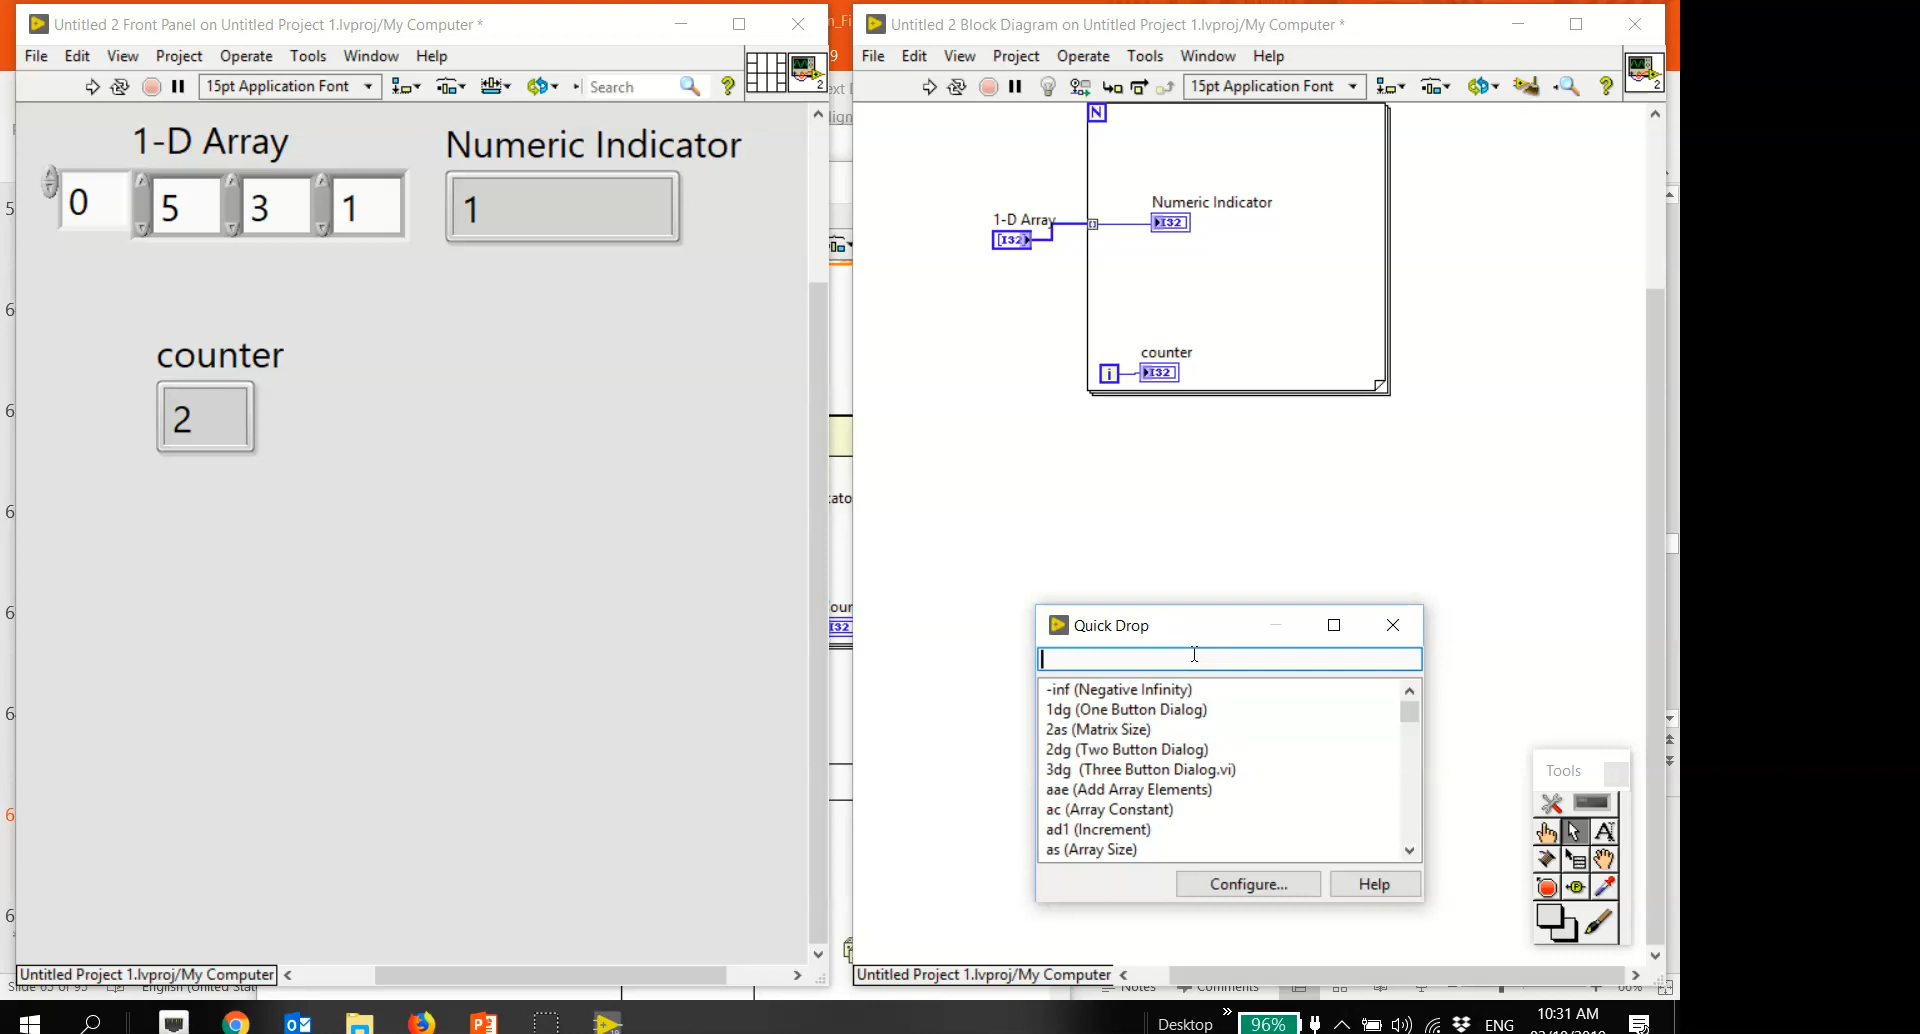 Untitled 2 Front Panel on Untitled Project 1.lvproj/My Computer *
File Edit View Project Operate Tools Window Help
15pt Application Font
Search
2
1-D Array
0 5 3 1
Numeric Indicator
1
counter
2
Untitled Project 1.lvproj/My Computer
Untitled 2 Block Diagram on Untitled Project 1.lvproj/My Computer *
File Edit View Project Operate Tools Window Help
15pt Application Font
2
N
Numeric Indicator
I32
1-D Array
[I32]
counter
i
I32
Quick Drop
-inf (Negative Infinity)
1dg (One Button Dialog)
2as (Matrix Size)
2dg (Two Button Dialog)
3dg (Three Button Dialog.vi)
aae (Add Array Elements)
ac (Array Constant)
ad1 (Increment)
as (Array Size)
Configure...
Help
Tools
Untitled Project 1.lvproj/My Computer
I32
Notes
Comments
Desktop
96%
ENG
10:31 AM